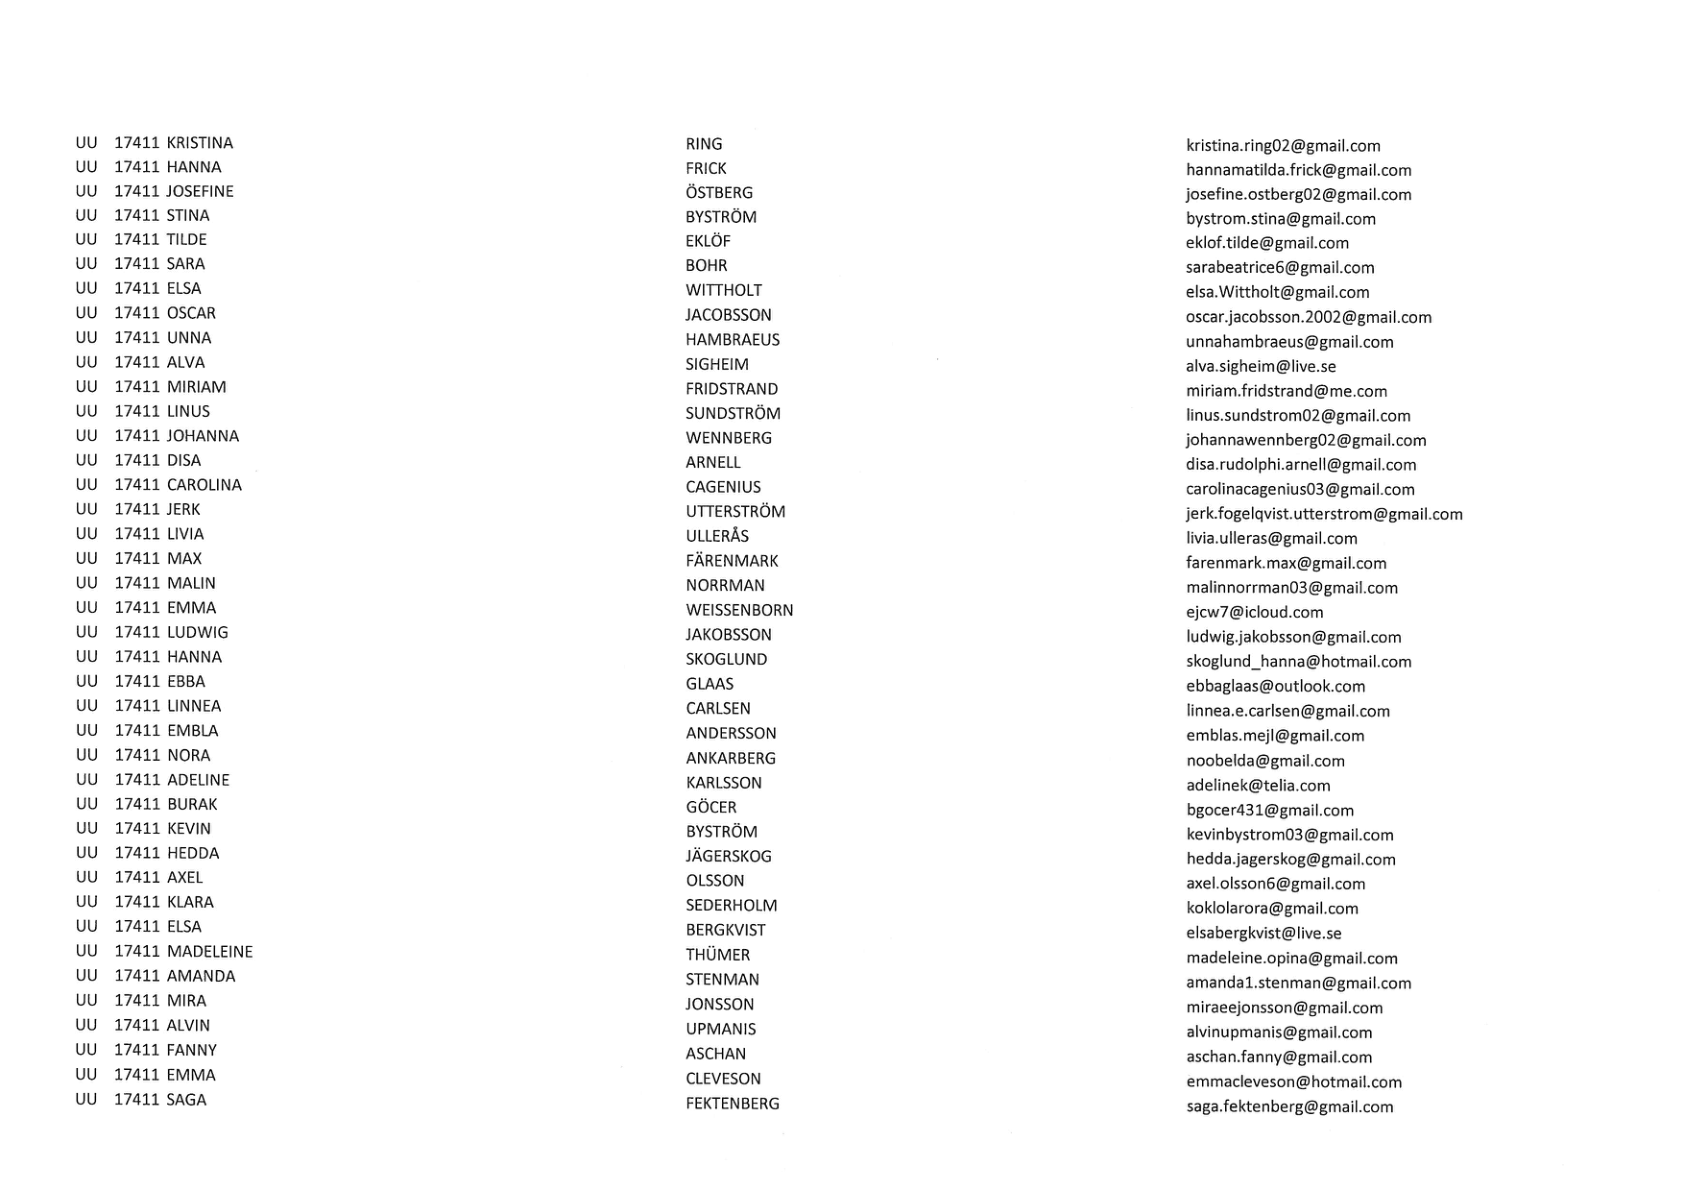 UU 17411 KRISTINA RING kristina.ring02@gmail.com
UU 17411 HANNA FRICK hannamatilda.frick@gmail.com
UU 17411 JOSEFINE ÖSTBERG josefine.ostberg02@gmail.com
UU 17411 STINA BYSTRÖM bystrom.stina@gmail.com
UU 17411 TILDE EKLÖF eklof.tilde@gmail.com
UU 17411 SARA BOHR sarabeatrice6@gmail.com
UU 17411 ELSA WITTHOLT elsa.Wittholt@gmail.com
UU 17411 OSCAR JACOBSSON oscar.jacobsson.2002@gmail.com
UU 17411 UNNA HAMBRAEUS unnahambraeus@gmail.com
UU 17411 ALVA SIGHEIM alva.sigheim@live.se
UU 17411 MIRIAM FRIDSTRAND miriam.fridstrand@me.com
UU 17411 LINUS SUNDSTRÖM linus.sundstrom02@gmail.com
UU 17411 JOHANNA WENNBERG johannawennberg02@gmail.com
UU 17411 DISA ARNELL disa.rudolphi.arnell@gmail.com
UU 17411 CAROLINA CAGENIUS carolinacagenius03@gmail.com
UU 17411 JERK UTTERSTRÖM jerk.fogelqvist.utterstrom@gmail.com
UU 17411 LIVIA ULLERÅS livia.ulleras@gmail.com
UU 17411 MAX FÄRENMARK farenmark.max@gmail.com
UU 17411 MALIN NORRMAN malinnorrman03@gmail.com
UU 17411 EMMA WEISSENBORN ejcw7@icloud.com
UU 17411 LUDWIG JAKOBSSON ludwig.jakobsson@gmail.com
UU 17411 HANNA SKOGLUND skoglund_hanna@hotmail.com
UU 17411 EBBA GLAAS ebbaglaas@outlook.com
UU 17411 LINNEA CARLSEN linnea.e.carlsen@gmail.com
UU 17411 EMBLA ANDERSSON emblas.mejl@gmail.com
UU 17411 NORA ANKARBERG noobelda@gmail.com
UU 17411 ADELINE KARLSSON adelinek@telia.com
UU 17411 BURAK GÖCER bgocer431@gmail.com
UU 17411 KEVIN BYSTRÖM kevinbystrom03@gmail.com
UU 17411 HEDDA JÄGERSKOG hedda.jagerskog@gmail.com
UU 17411 AXEL OLSSON axel.olsson6@gmail.com
UU 17411 KLARA SEDERHOLM koklolarora@gmail.com
UU 17411 ELSA BERGKVIST elsabergkvist@live.se
UU 17411 MADELEINE THÜMER madeleine.opina@gmail.com
UU 17411 AMANDA STENMAN amanda1.stenman@gmail.com
UU 17411 MIRA JONSSON miraeejonsson@gmail.com
UU 17411 ALVIN UPMANIS alvinupmanis@gmail.com
UU 17411 FANNY ASCHAN aschan.fanny@gmail.com
UU 17411 EMMA CLEVESON emmacleveson@hotmail.com
UU 17411 SAGA FEKTENBERG saga.fektenberg@gmail.com